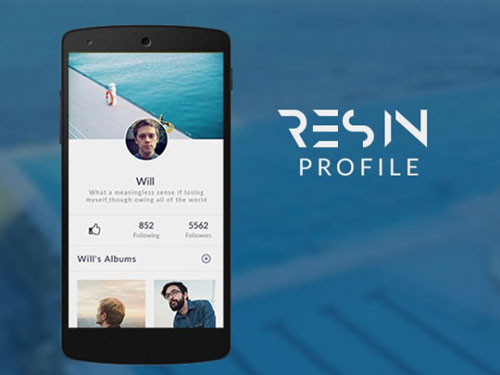 Will
What a meaningless sense if losing
myself,though owing all of the world
852
Following
5562
Followers
Will's Albums
RESIN
PROFILE